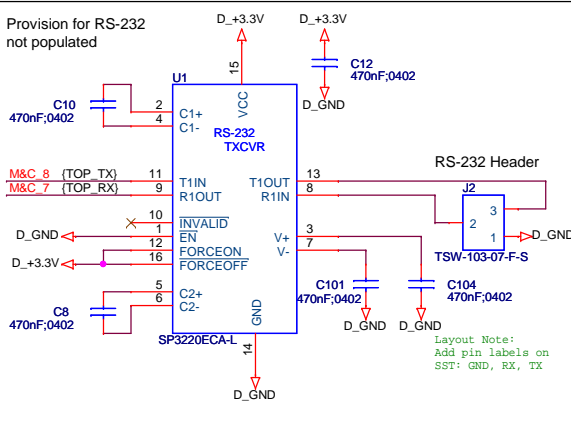 Provision for RS-232
not populated
D_+3.3V
D_+3.3V
C12
470nF;0402
D_GND
U1
15
VCC
C10
470nF;0402
2
C1+
4
C1-
RS-232
TXCVR
M&C_8 {TOP_TX}
11
T1IN
T1OUT
13
M&C_7 {TOP_RX}
9
R1OUT
R1IN
8
RS-232 Header
J2
3
2
1
D_GND
TSW-103-07-F-S
10
INVALID
D_GND
1
EN
12
FORCEON
D_+3.3V
16
FORCEOFF
V+
3
V-
7
C101
470nF;0402
D_GND
C104
470nF;0402
D_GND
5
C2+
6
C2-
C8
470nF;0402
GND
SP3220ECA-L
14
D_GND
Layout Note:
Add pin labels on
SST: GND, RX, TX